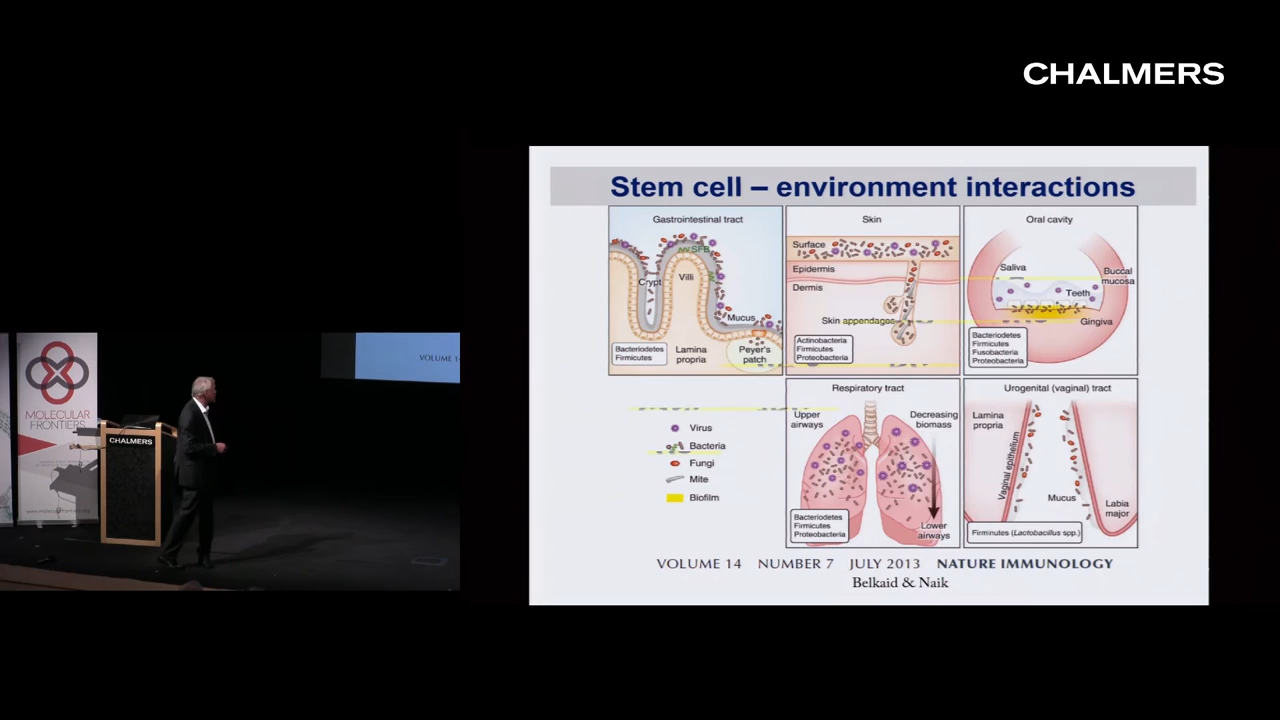 CHALMERS
Stem cell – environment interactions
Gastrointestinal tract
SFB
Crypt
Villi
Mucus
Bacteriodetes
Firmicutes
Lamina
propria
Peyer's
patch
Skin
Surface
Epidermis
Dermis
Skin appendages
Actinobacteria
Firmicutes
Proteobacteria
Oral cavity
Saliva
Buccal
mucosa
Teeth
Gingiva
Bacteriodetes
Firmicutes
Fusobacteria
Proteobacteria
Virus
Bacteria
Fungi
Mite
Biofilm
Respiratory tract
Upper
airways
Decreasing
biomass
Bacteriodetes
Firmicutes
Proteobacteria
Lower
airways
Urogenital (vaginal) tract
Lamina
propria
Vaginal epithelium
Mucus
Labia
major
Firminutes (Lactobacillus spp.)
VOLUME 14 NUMBER 7 JULY 2013 NATURE IMMUNOLOGY
Belkaid & Naik
VOLUME 1
MOLECULAR
FRONTIERS
CHALMERS